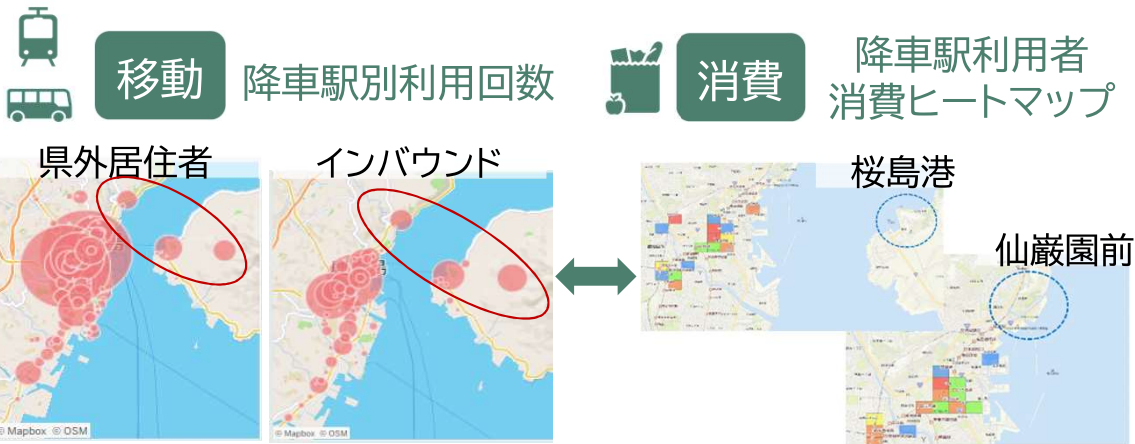 移動
降車駅別利用回数
消費
降車駅利用者
消費ヒートマップ
県外居住者
インバウンド
桜島港
仙巌園前
© Mapbox © OSM
© Mapbox © OSM